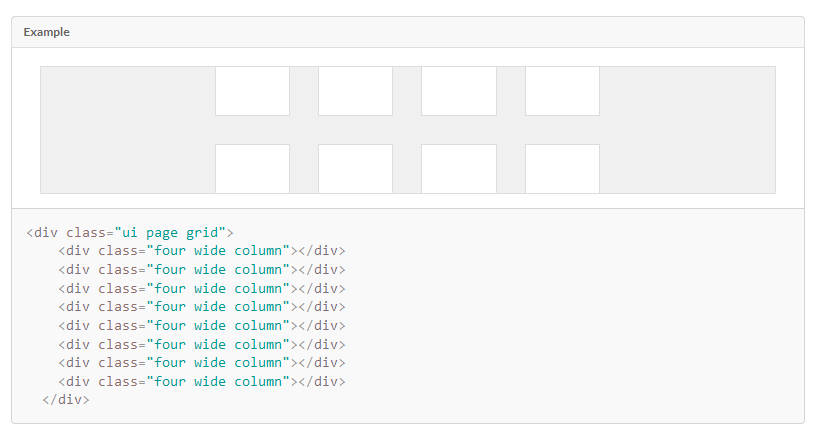 Example
<div class="ui page grid">
    <div class="four wide column"></div>
    <div class="four wide column"></div>
    <div class="four wide column"></div>
    <div class="four wide column"></div>
    <div class="four wide column"></div>
    <div class="four wide column"></div>
    <div class="four wide column"></div>
    <div class="four wide column"></div>
  </div>